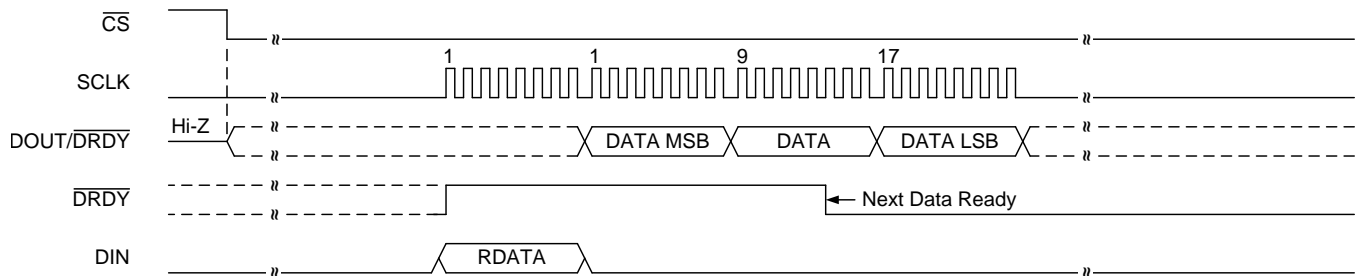 CS
SCLK
1 1 9 17
DOUT/DRDY
Hi-Z
DATA MSB DATA DATA LSB
DRDY
Next Data Ready
DIN
RDATA